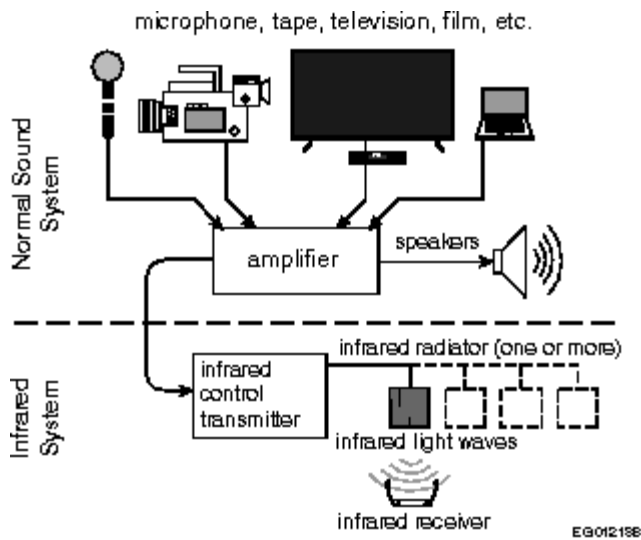 microphone, tape, television, film, etc.
Normal Sound
System
amplifier
speakers
Infrared
System
infrared
control
transmitter
infrared radiator (one or more)
infrared light waves
infrared receiver
EG01213B